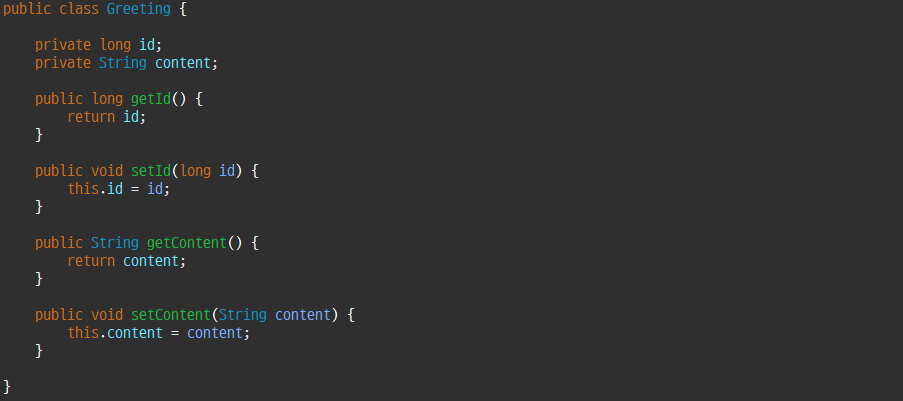 public class Greeting {
private long id;
private String content;
public long getId() {
return id;
}
public void setId(long id) {
this.id = id;
}
public String getContent() {
return content;
}
public void setContent(String content) {
this.content = content;
}
}